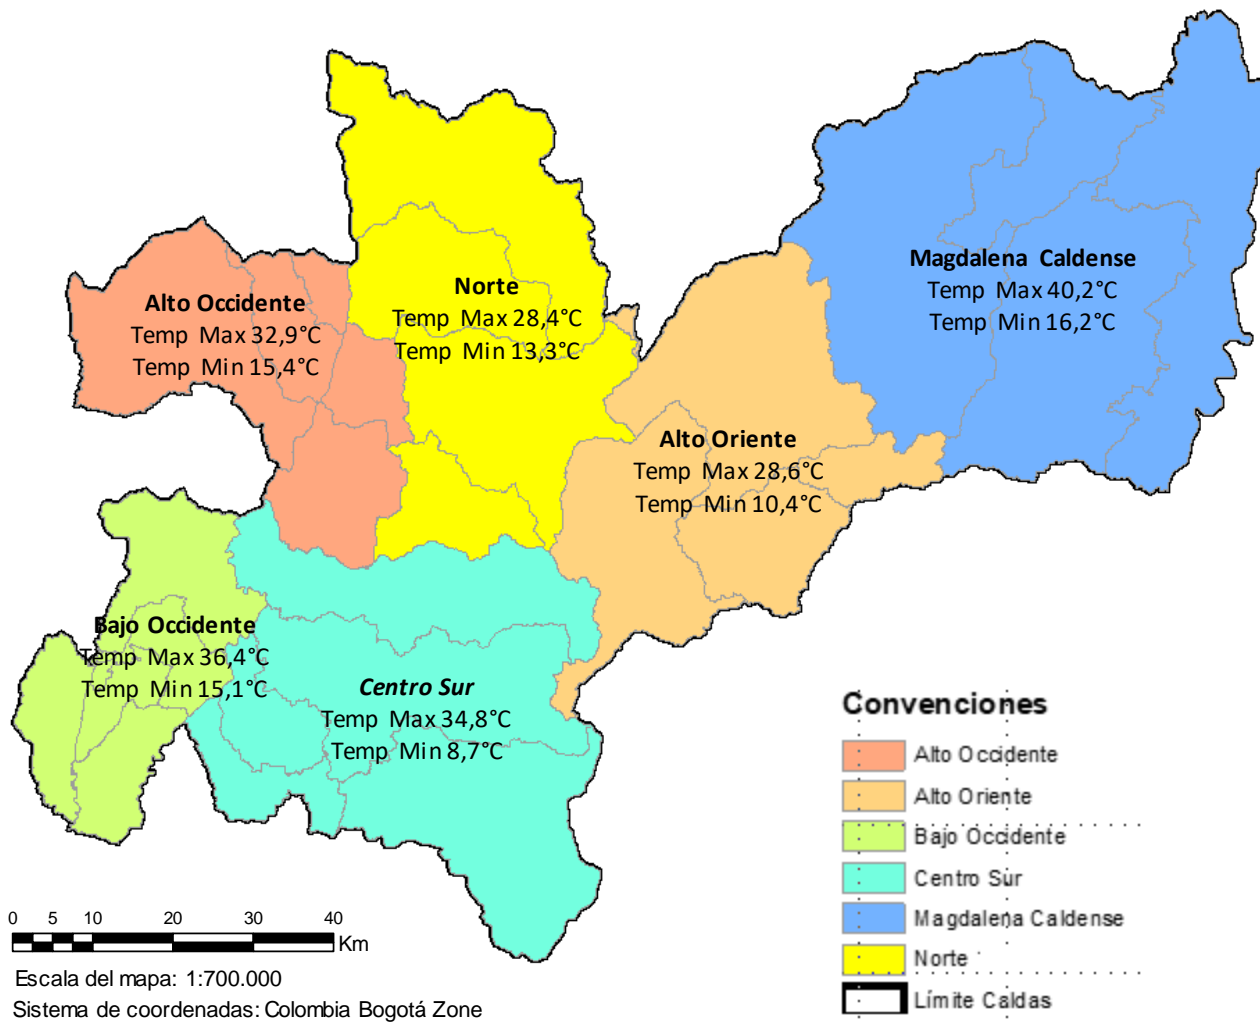 Magdalena Caldense
Temp Max 40,2°C
Temp Min 16,2°C
Norte
Temp Max 28,4°C
Temp Min 13,3°C
Alto Occidente
Temp Max 32,9°C
Temp Min 15,4°C
Alto Oriente
Temp Max 28,6°C
Temp Min 10,4°C
Bajo Occidente
Temp Max 36,4°C
Temp Min 15,1°C
Centro Sur
Temp Max 34,8°C
Temp Min 8,7°C
Convenciones
Alto Occidente
Alto Oriente
Bajo Occidente
Centro Sur
Magdalena Caldense
Norte
Límite Caldas
0 5 10 20 30 40
Km
Escala del mapa: 1:700.000
Sistema de coordenadas: Colombia Bogotá Zone